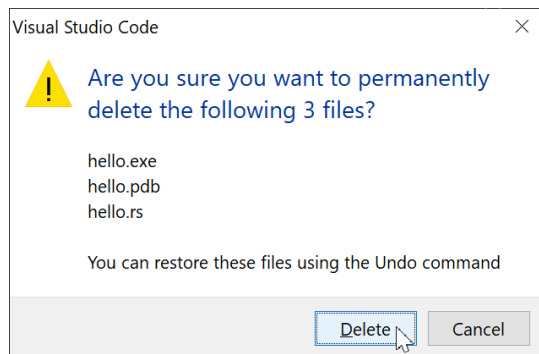 Visual Studio Code
Are you sure you want to permanently
delete the following 3 files?
hello.exe
hello.pdb
hello.rs
You can restore these files using the Undo command
Delete
Cancel